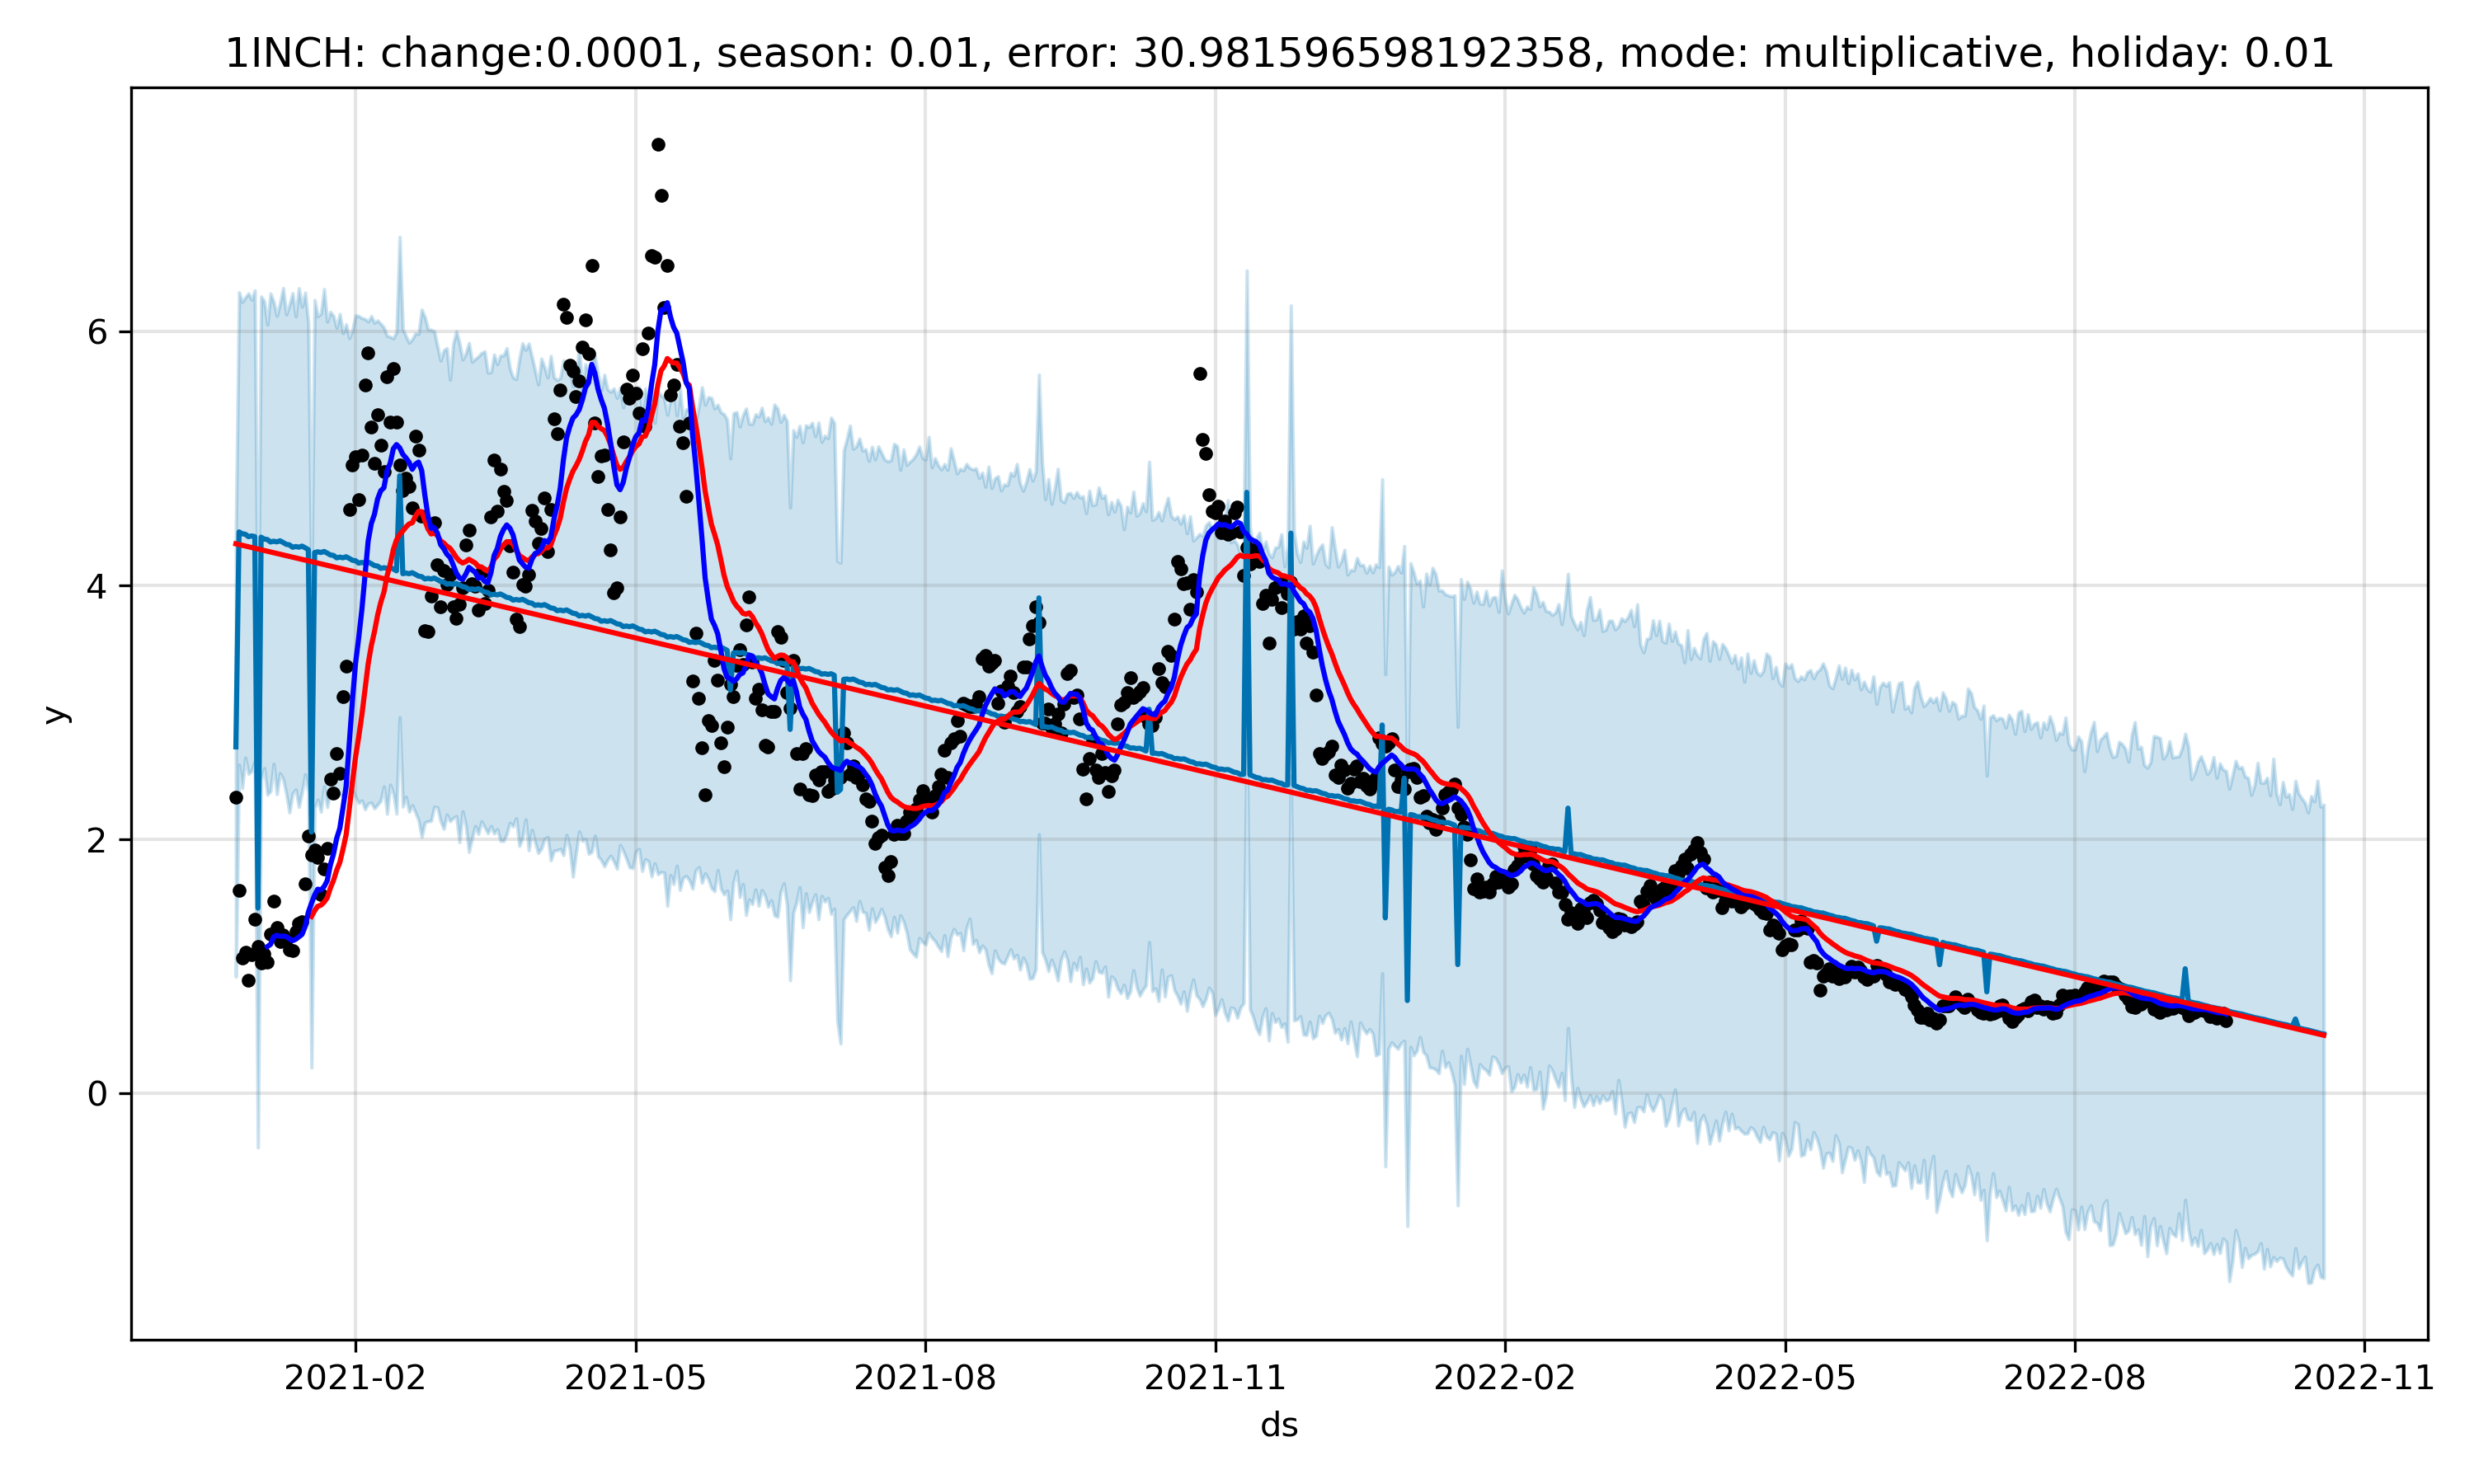 1INCH: change:0.0001, season: 0.01, error: 30.981596598192358, mode: multiplicative, holiday: 0.01
y
6
4
2
0
2021-02 2021-05 2021-08 2021-11 2022-02 2022-05 2022-08 2022-11
ds